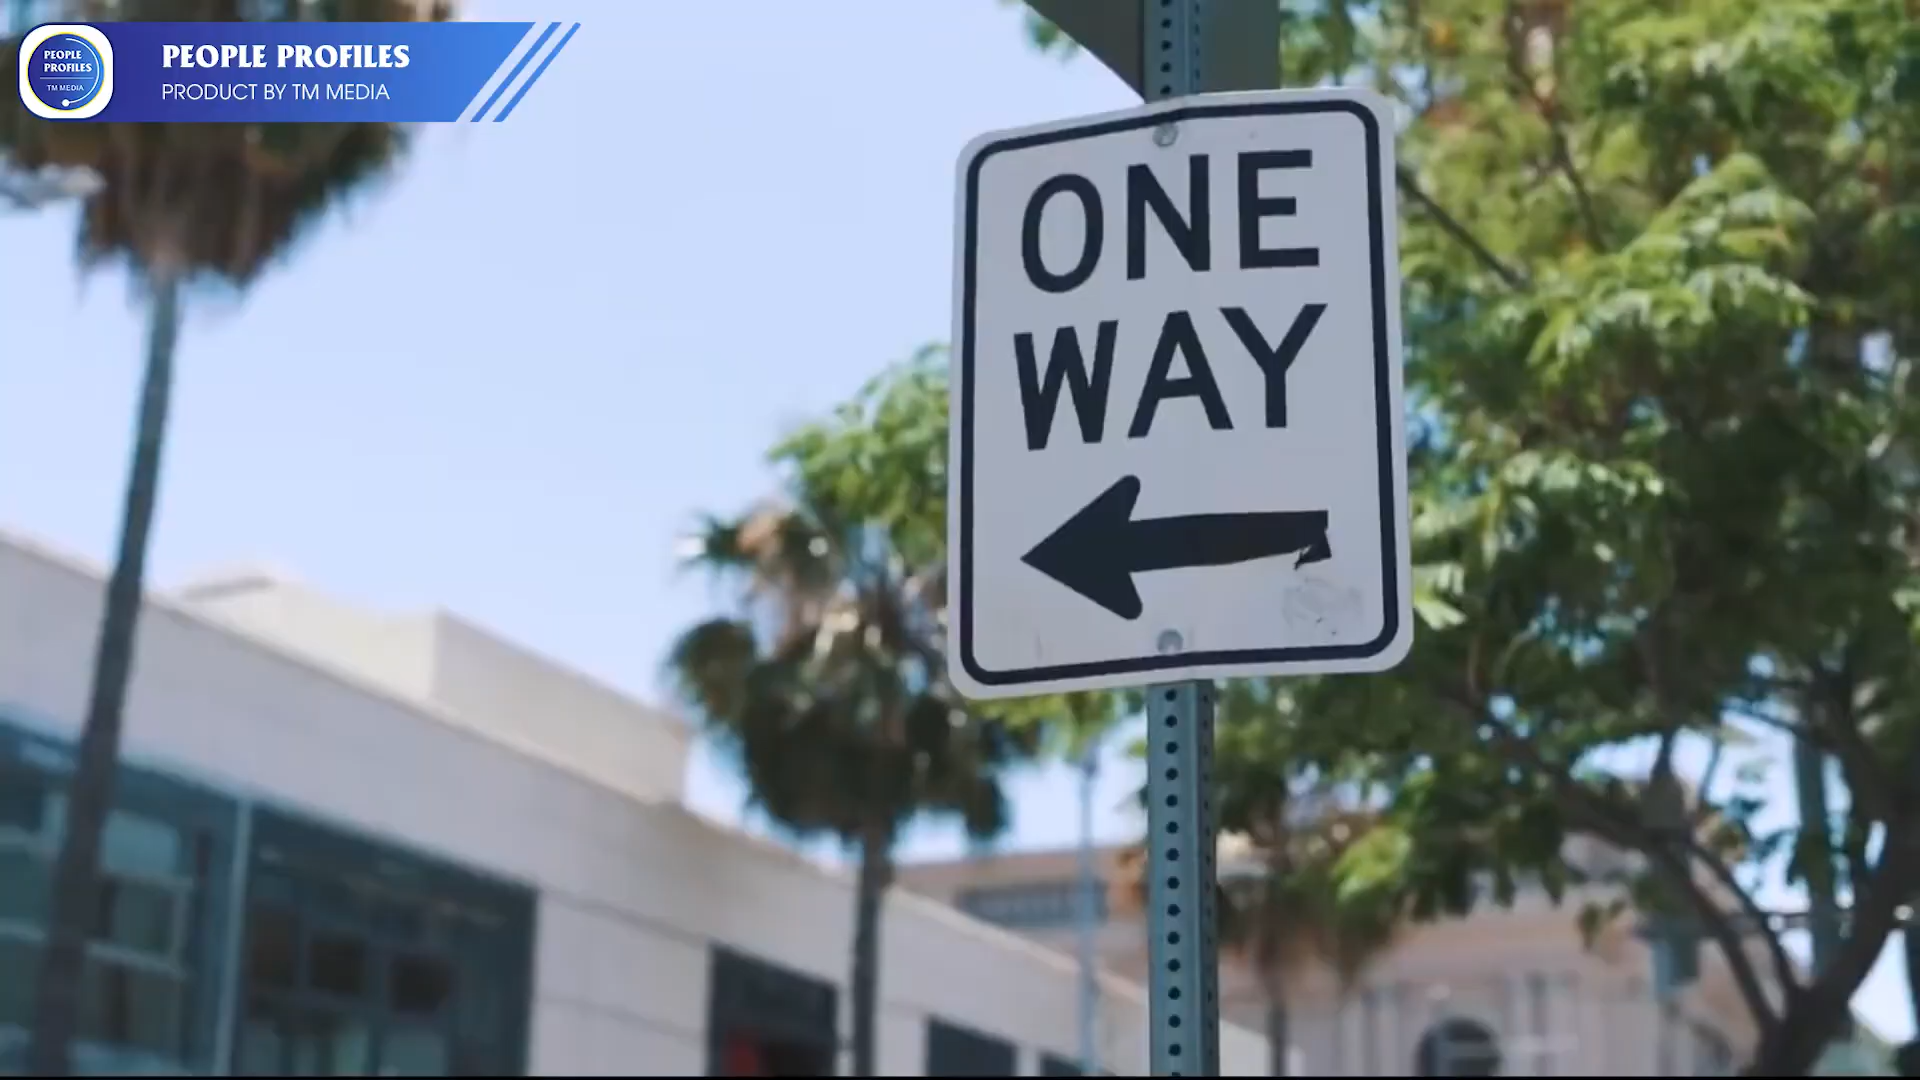 PEOPLE
PROFILES
TM MEDIA
PEOPLE PROFILES
PRODUCT BY TM MEDIA
ONE
WAY